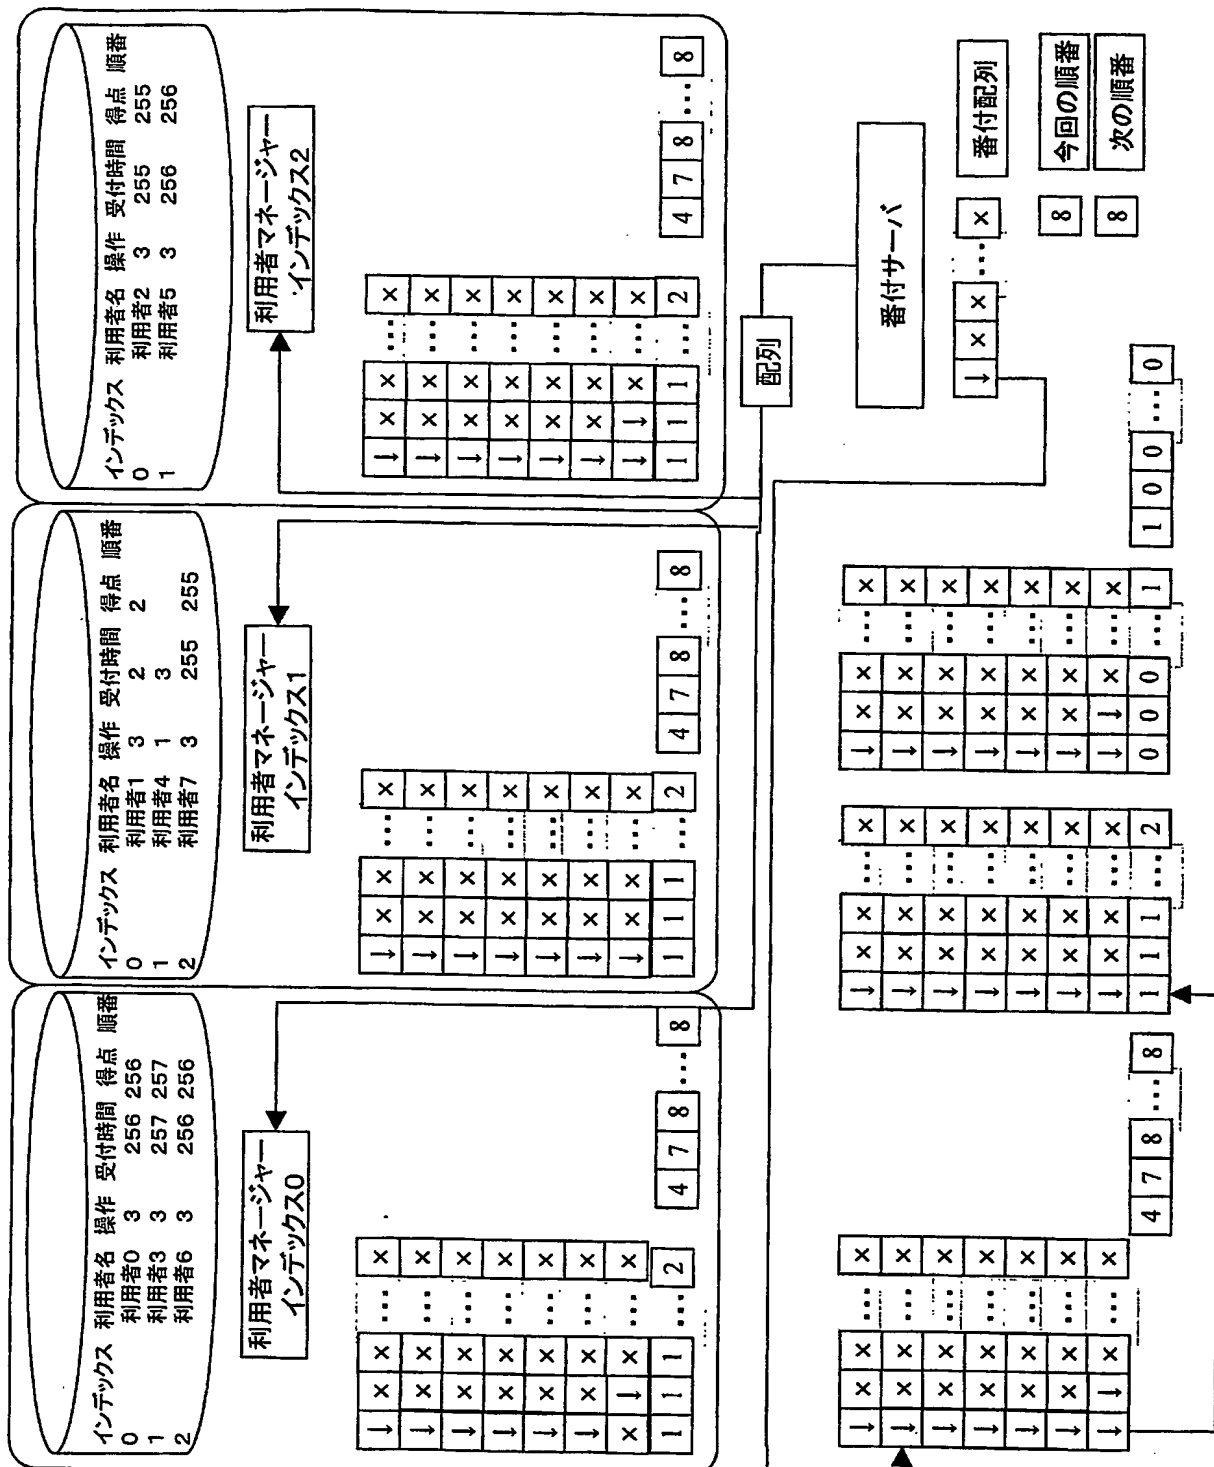 インデックス 利用者名 操作 受付時間 得点 順番
0 利用者0 3 256 256
1 利用者3 3 257 257
2 利用者6 3 256 256
利用者マネージャー
インデックス0
← × × … ×
← × × … ×
← × × … ×
← × × … ×
← × × … ×
← × × … ×
× ← × … ×
1 1 1 … 2
4 7 8 … 8
インデックス 利用者名 操作 受付時間 得点 順番
0 利用者1 3 2 2
1 利用者4 1 3
2 利用者7 3 255 255
利用者マネージャー
インデックス1
← × × … ×
← × × … ×
← × × … ×
← × × … ×
← × × … ×
← × × … ×
← × × … ×
1 1 1 … 2
4 7 8 … 8
インデックス 利用者名 操作 受付時間 得点 順番
0 利用者2 3 255 255
1 利用者5 3 256 256
利用者マネージャー
インデックス2
← × × … ×
← × × … ×
← × × … ×
← × × … ×
← × × … ×
← × × … ×
← ← × … ×
1 1 1 … 2
4 7 8 … 8
配列
番付サーバ
← × × … × 番付配列
8 今回の順番
8 次の順番
← × × … ×
← × × … ×
← × × … ×
← × × … ×
← × × … ×
← × × … ×
← ← × … ×
4 7 8 … 8
← × × … ×
← × × … ×
← × × … ×
← × × … ×
← × × … ×
← × × … ×
← × × … ×
1 1 1 … 2
← × × … ×
← × × … ×
← × × … ×
← × × … ×
← × × … ×
← × × … ×
← ← × … ×
0 0 0 … 1
1 0 0 … 0